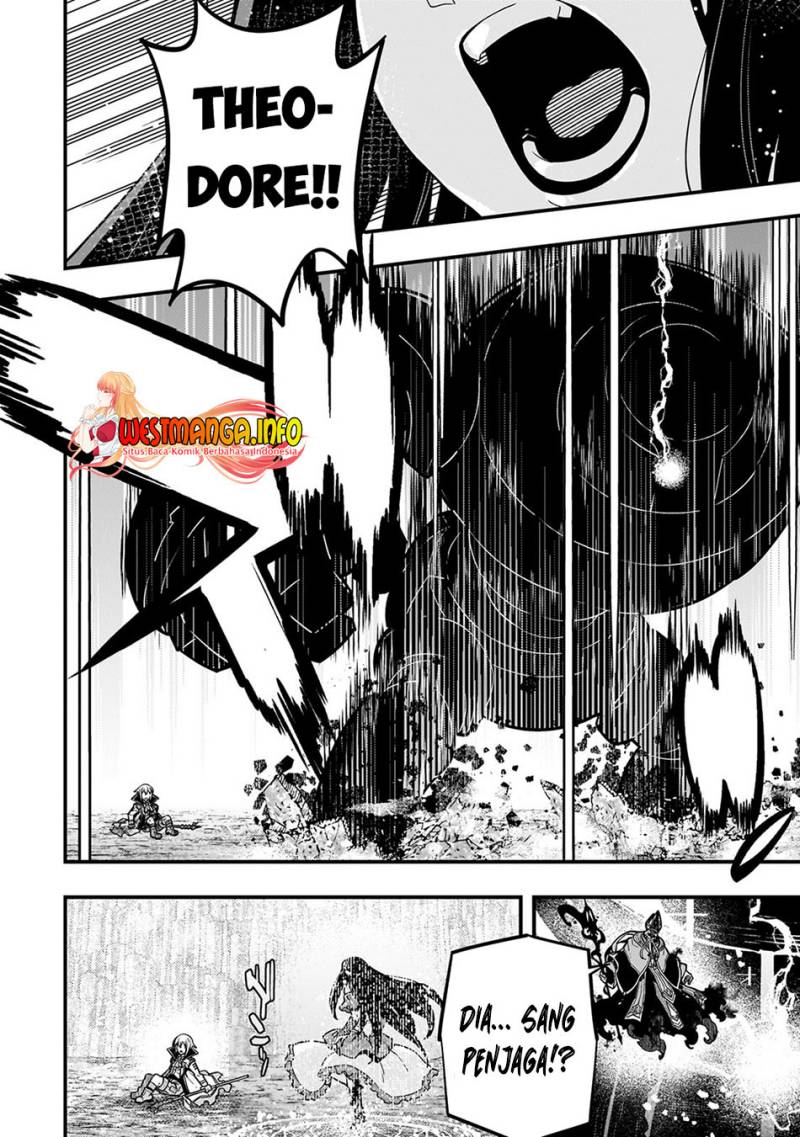 THEO-
DORE!!
WESTMANGA.INFO
Situs Baca Komik Berbahasa Indonesia
DIA... SANG
PENJAGA!?